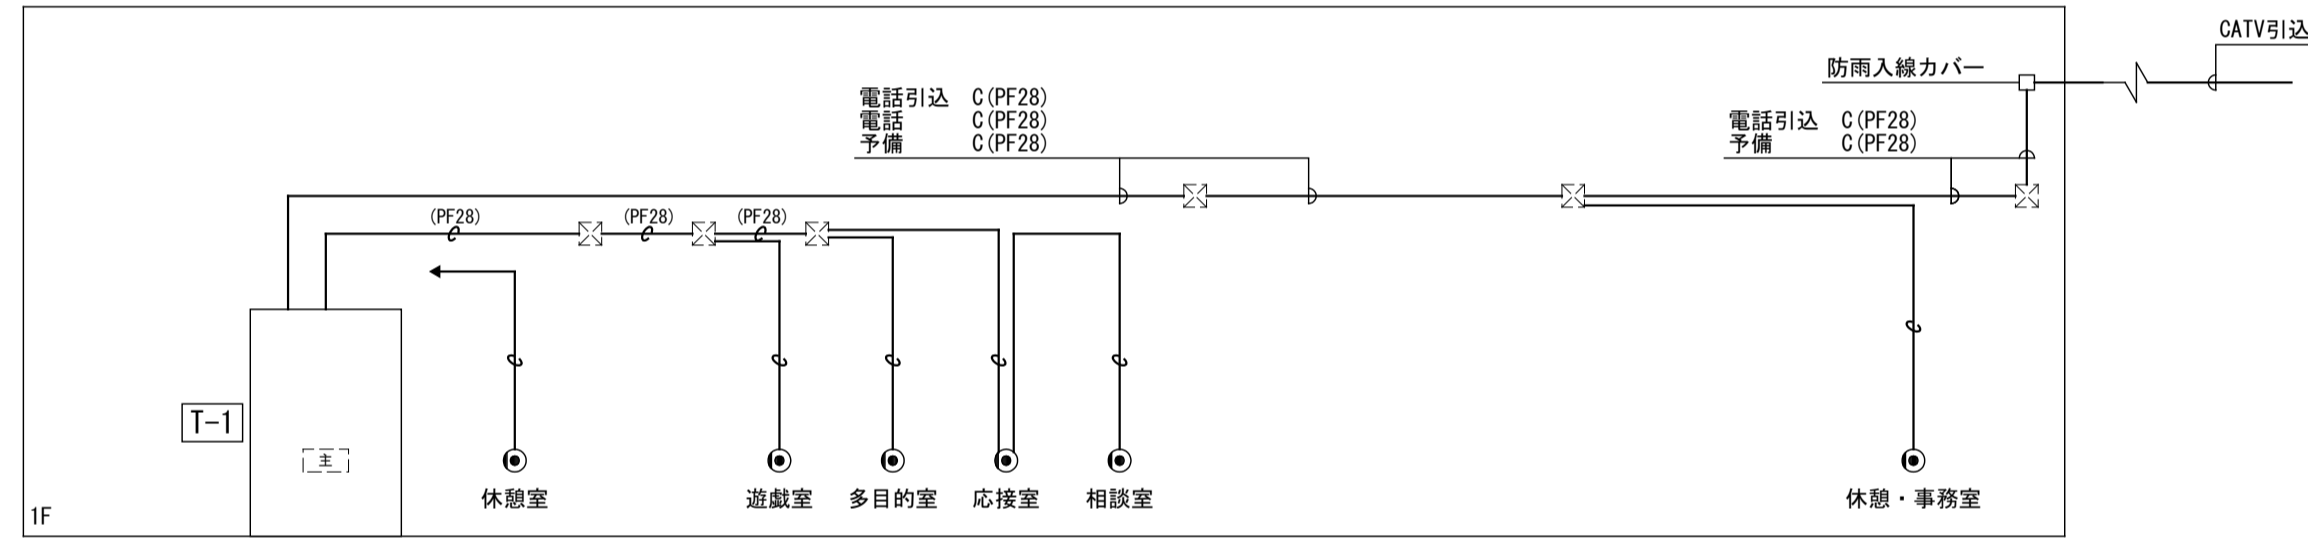 CATV引込
防雨入線カバー
電話引込 C(PF28)
電話 C(PF28)
予備 C(PF28)
電話引込 C(PF28)
予備 C(PF28)
(PF28) (PF28) (PF28)
T-1
主
休憩室 遊戯室 多目的室 応接室 相談室 休憩・事務室
1F